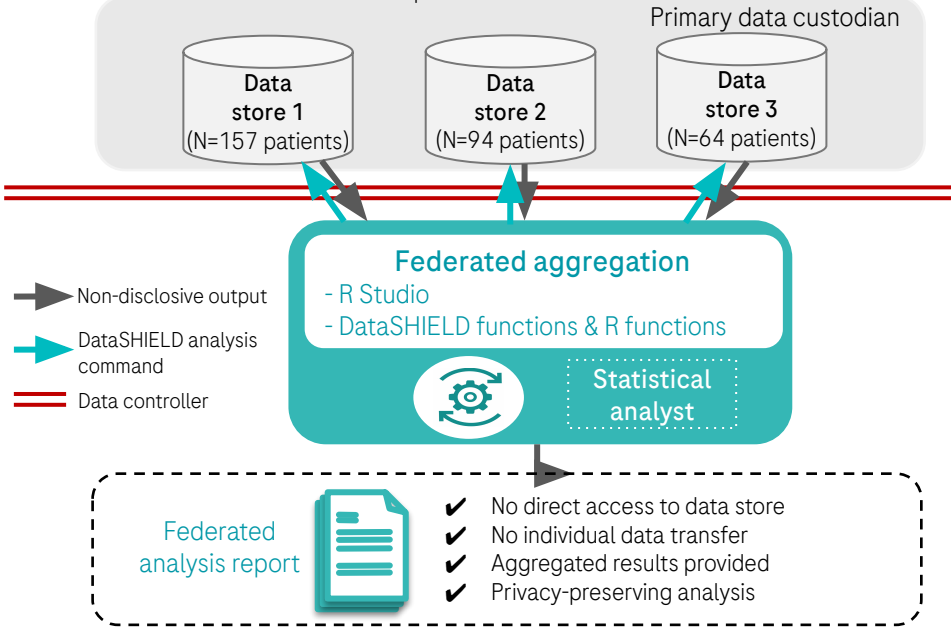 Primary data custodian
Data
store 1
(N=157 patients)
Data
store 2
(N=94 patients)
Data
store 3
(N=64 patients)
Federated aggregation
- R Studio
- DataSHIELD functions & R functions
Statistical
analyst
Non-disclosive output
DataSHIELD analysis
command
Data controller
Federated
analysis report
✔ No direct access to data store
✔ No individual data transfer
✔ Aggregated results provided
✔ Privacy-preserving analysis